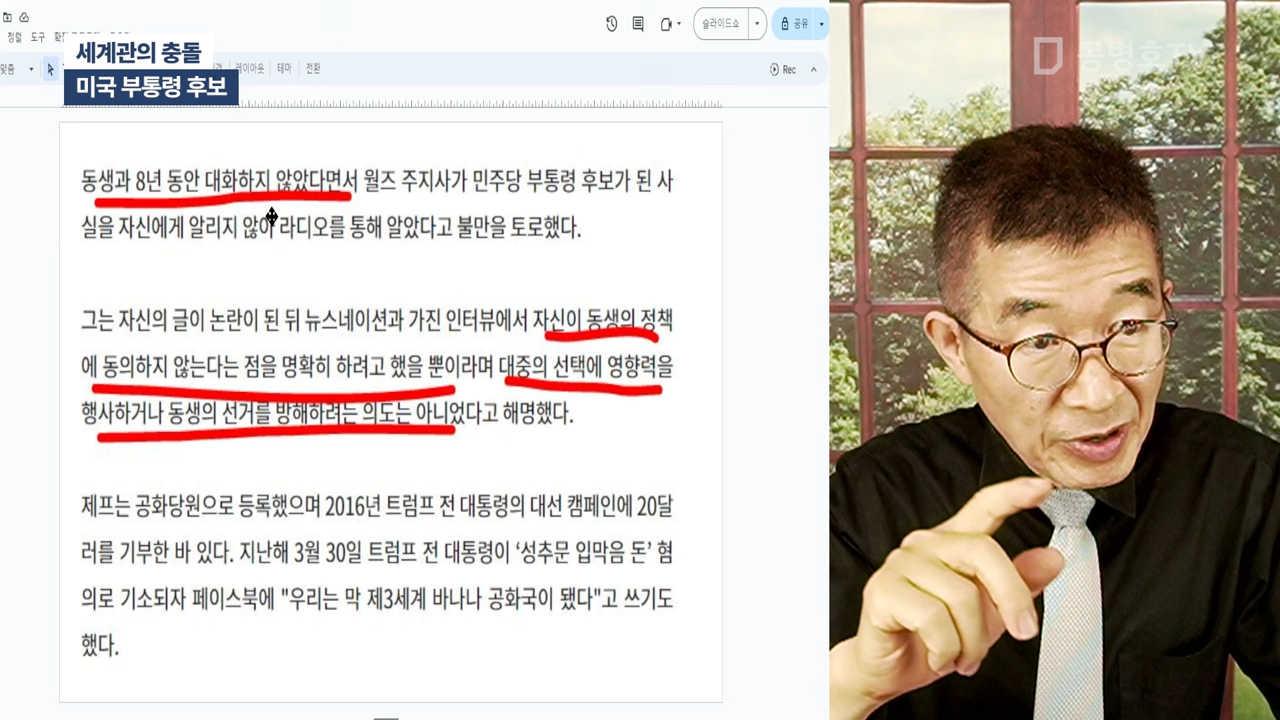 정렬 도구
세계관의 충돌
미국 부통령 후보
슬라이드쇼
공유
맞춤
레이아웃 테마 전환
Rec
공병호TV
동생과 8년 동안 대화하지 않았다면서 월즈 주지사가 민주당 부통령 후보가 된 사
실을 자신에게 알리지 않아 라디오를 통해 알았다고 불만을 토로했다.
그는 자신의 글이 논란이 된 뒤 뉴스네이션과 가진 인터뷰에서 자신이 동생의 정책
에 동의하지 않는다는 점을 명확히 하려고 했을 뿐이라며 대중의 선택에 영향력을
행사하거나 동생의 선거를 방해하려는 의도는 아니었다고 해명했다.
제프는 공화당원으로 등록했으며 2016년 트럼프 전 대통령의 대선 캠페인에 20달
러를 기부한 바 있다. 지난해 3월 30일 트럼프 전 대통령이 ‘성추문 입막음 돈’ 혐
의로 기소되자 페이스북에 "우리는 막 제3세계 바나나 공화국이 됐다"고 쓰기도
했다.